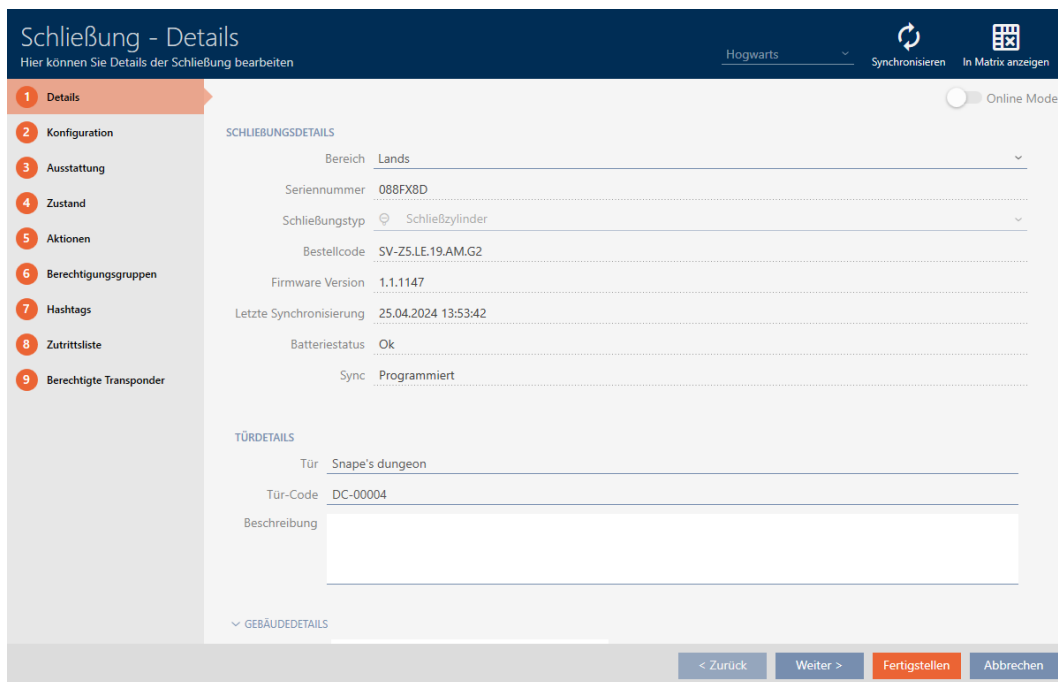 Schließung - Details
Hier können Sie Details der Schließung bearbeiten
Hogwarts
Synchronisieren
In Matrix anzeigen
1 Details
2 Konfiguration
3 Ausstattung
4 Zustand
5 Aktionen
6 Berechtigungsgruppen
7 Hashtags
8 Zutrittsliste
9 Berechtigte Transponder
Online Mode
SCHLIEẞUNGSDETAILS
Bereich Lands
Seriennummer 088FX8D
Schließungstyp Schließzylinder
Bestellcode SV-Z5.LE.19.AM.G2
Firmware Version 1.1.1147
Letzte Synchronisierung 25.04.2024 13:53:42
Batteriestatus Ok
Sync Programmiert
TÜRDETAILS
Tür Snape's dungeon
Tür-Code DC-00004
Beschreibung
GEBÄUDEDETAILS
< Zurück
Weiter >
Fertigstellen
Abbrechen